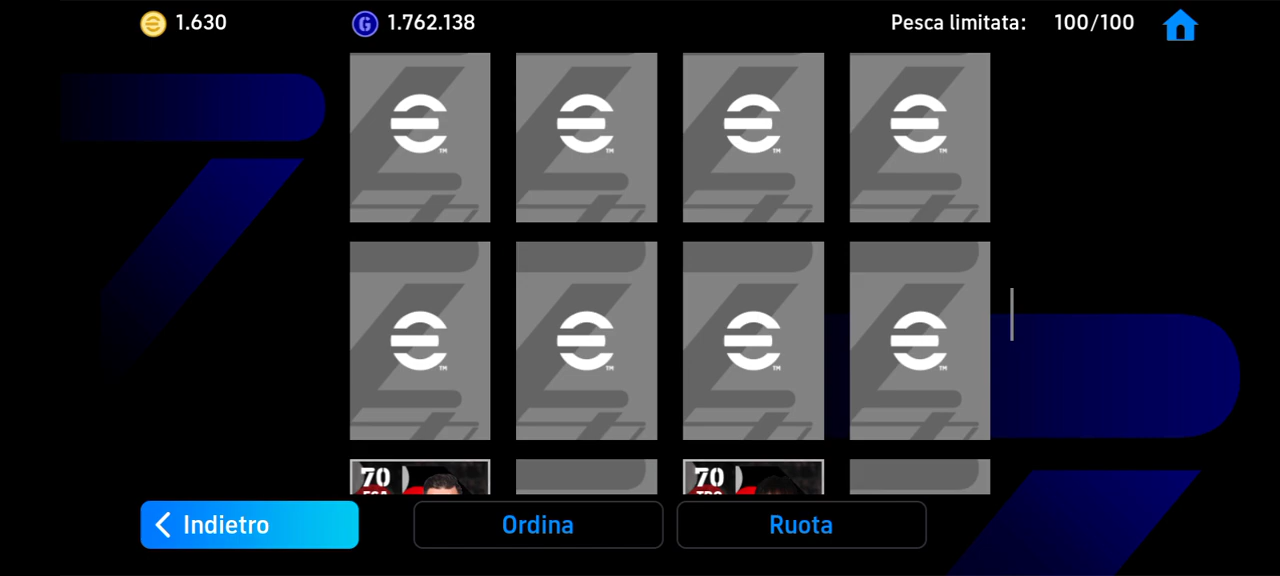 1.630
1.762.138
Pesca limitata: 100/100
70
70
Indietro
Ordina
Ruota